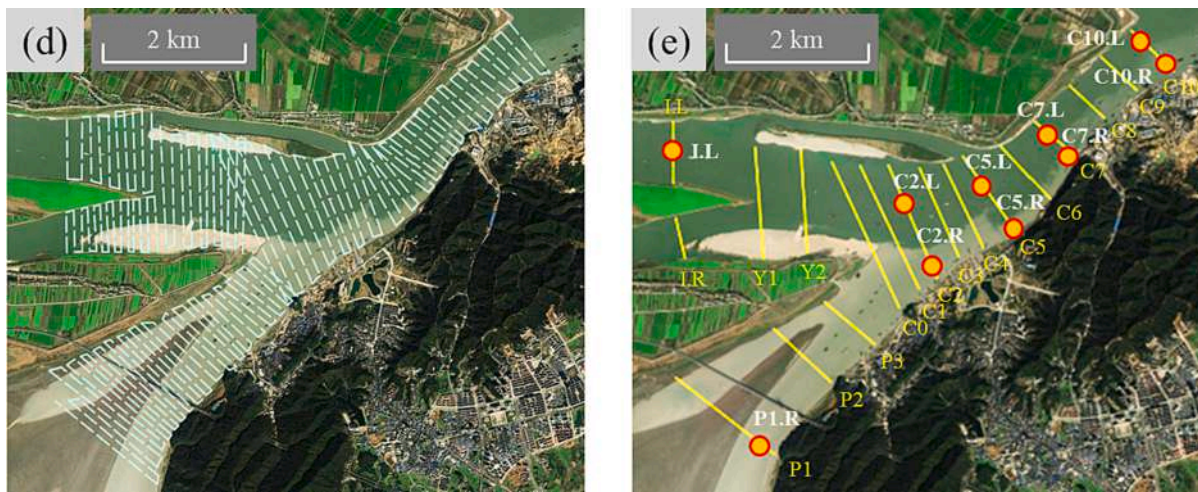 (d)
2 km
(e)
2 km
C10.L
C10.R
C10
C9
C8
C7.L
C7.R
C7
I.L
C6
C5.L
C5.R
C5
C2.L
C2.R
C4
C3
C2
C1
C0
I.R
Y1
Y2
P3
P2
P1.R
P1